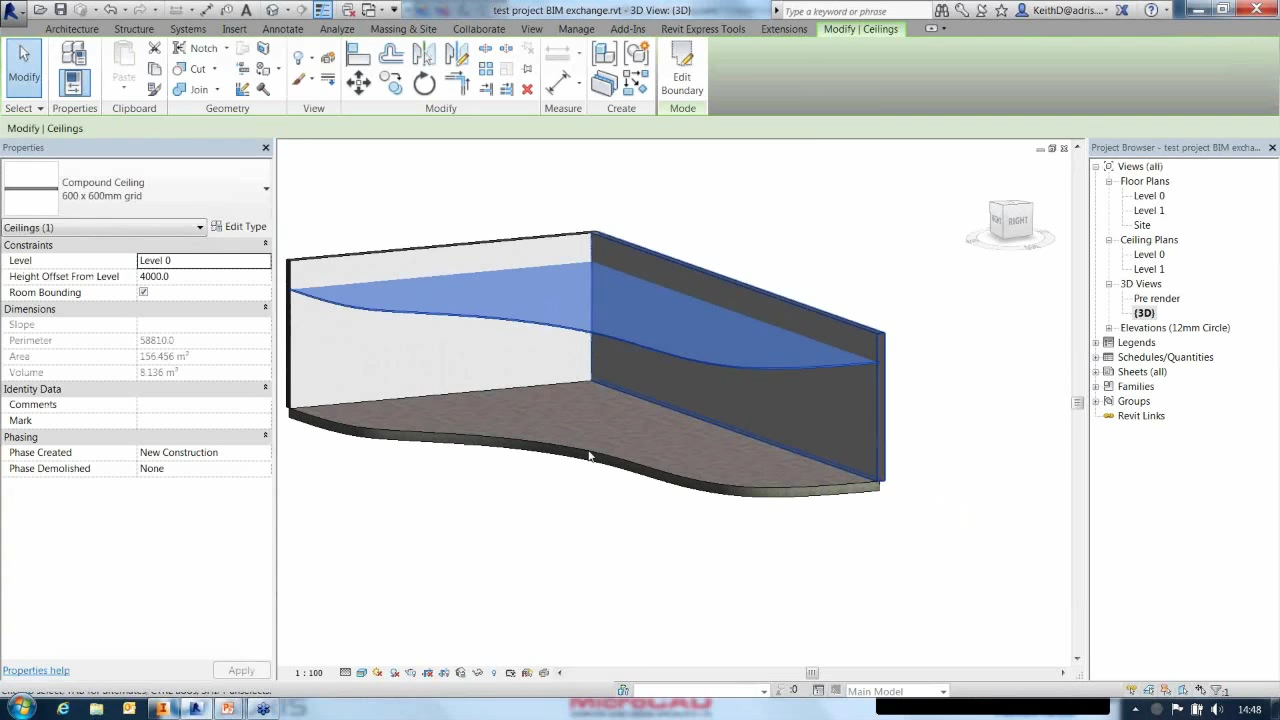 test project BIM exchange.rvt - 3D View: {3D}
Type a keyword or phrase
KeithD@adris....
Architecture Structure Systems Insert Annotate Analyze Massing & Site Collaborate View Manage Add-Ins Revit Express Tools Extensions Modify | Ceilings
Modify
Paste
Notch
Cut
Join
Edit
Boundary
Select Properties Clipboard Geometry View Modify Measure Create Mode
Modify | Ceilings
Properties
Compound Ceiling
600 x 600mm grid
Ceilings (1)
Edit Type
Constraints
Level Level 0
Height Offset From Level 4000.0
Room Bounding
Dimensions
Slope
Perimeter 58810.0
Area 156.456 m²
Volume 8.136 m³
Identity Data
Comments
Mark
Phasing
Phase Created New Construction
Phase Demolished None
Properties help
Apply
RIGHT
Project Browser - test project BIM excha...
Views (all)
Floor Plans
Level 0
Level 1
Site
Ceiling Plans
Level 0
Level 1
3D Views
Pre render
{3D}
Elevations (12mm Circle)
Legends
Schedules/Quantities
Sheets (all)
Families
Groups
Revit Links
1 : 100
:0
Main Model
:1
MicroCAD
14:48